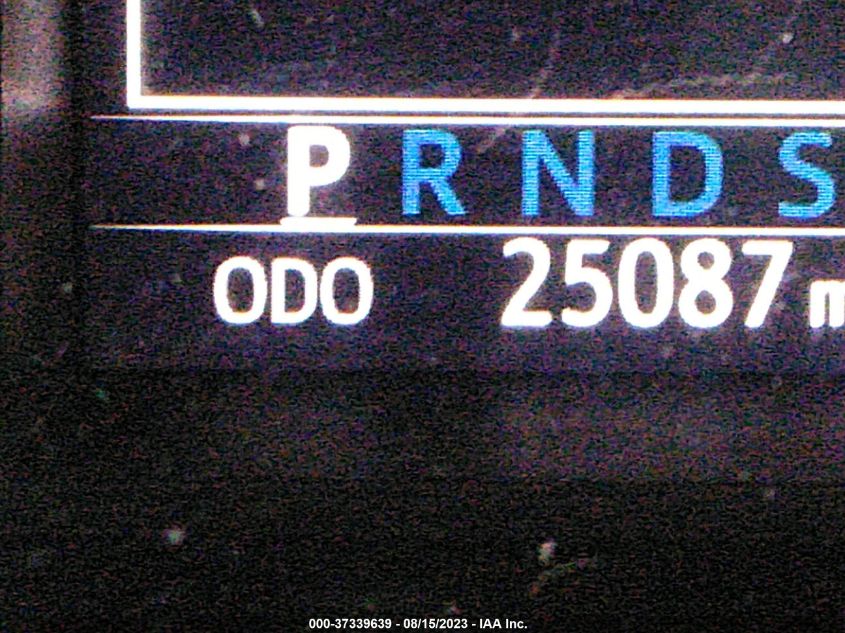 P R N D S
ODO 25087 m
000-37339639 - 08/15/2023 - IAA Inc.